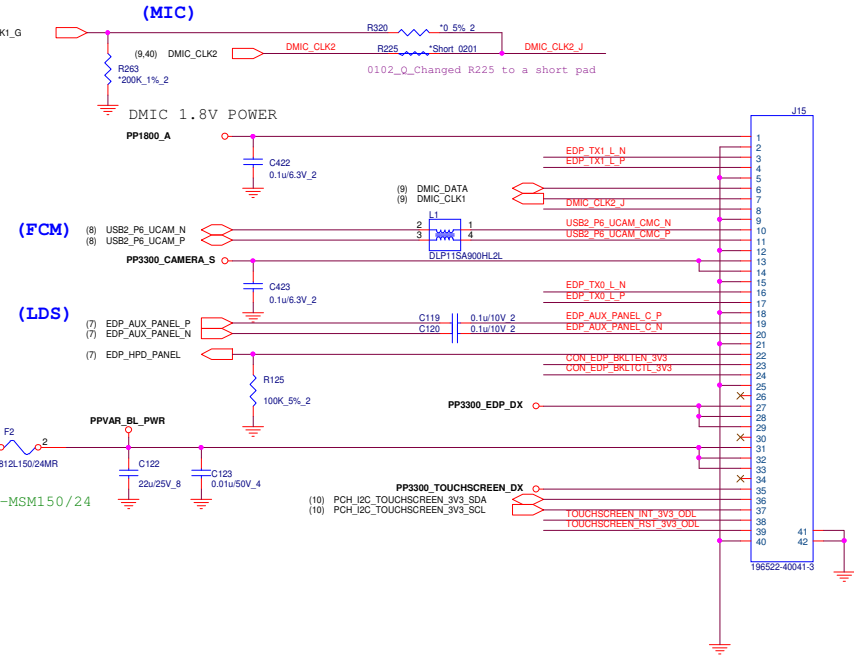 (MIC)
K1_G
R320 *0_5%_2
(9,40) DMIC_CLK2
DMIC_CLK2
R225 *Short_0201
DMIC_CLK2_J
R263
*200K_1%_2
0102_Q_Changed R225 to a short pad
DMIC 1.8V POWER
J15
PP1800_A
1
2
EDP_TX1_L_N
3
EDP_TX1_L_P
4
C422
0.1u/6.3V_2
5
(9) DMIC_DATA
6
(9) DMIC_CLK1
7
DMIC_CLK2_J
8
9
L1
(FCM)
(8) USB2_P6_UCAM_N
2
1
USB2_P6_UCAM_CMC_N
10
(8) USB2_P6_UCAM_P
3
4
USB2_P6_UCAM_CMC_P
11
DLP11SA900HL2L
12
PP3300_CAMERA_S
13
14
C423
0.1u/6.3V_2
15
EDP_TX0_L_N
16
EDP_TX0_L_P
17
(LDS)
18
(7) EDP_AUX_PANEL_P
C119 0.1u/10V_2
EDP_AUX_PANEL_C_P
19
(7) EDP_AUX_PANEL_N
C120 0.1u/10V_2
EDP_AUX_PANEL_C_N
20
21
(7) EDP_HPD_PANEL
22
CON_EDP_BKLTEN_3V3
23
CON_EDP_BKLTCTL_3V3
24
R125
100K_5%_2
25
26
PP3300_EDP_DX
27
28
29
PPVAR_BL_PWR
30
F2
2
31
812L150/24MR
32
33
C122
22u/25V_8
C123
0.01u/50V_4
34
PP3300_TOUCHSCREEN_DX
35
-MSM150/24
(10) PCH_I2C_TOUCHSCREEN_3V3_SDA
36
(10) PCH_I2C_TOUCHSCREEN_3V3_SCL
37
TOUCHSCREEN_INT_3V3_ODL
38
TOUCHSCREEN_RST_3V3_ODL
39
41
40
42
196522-40041-3